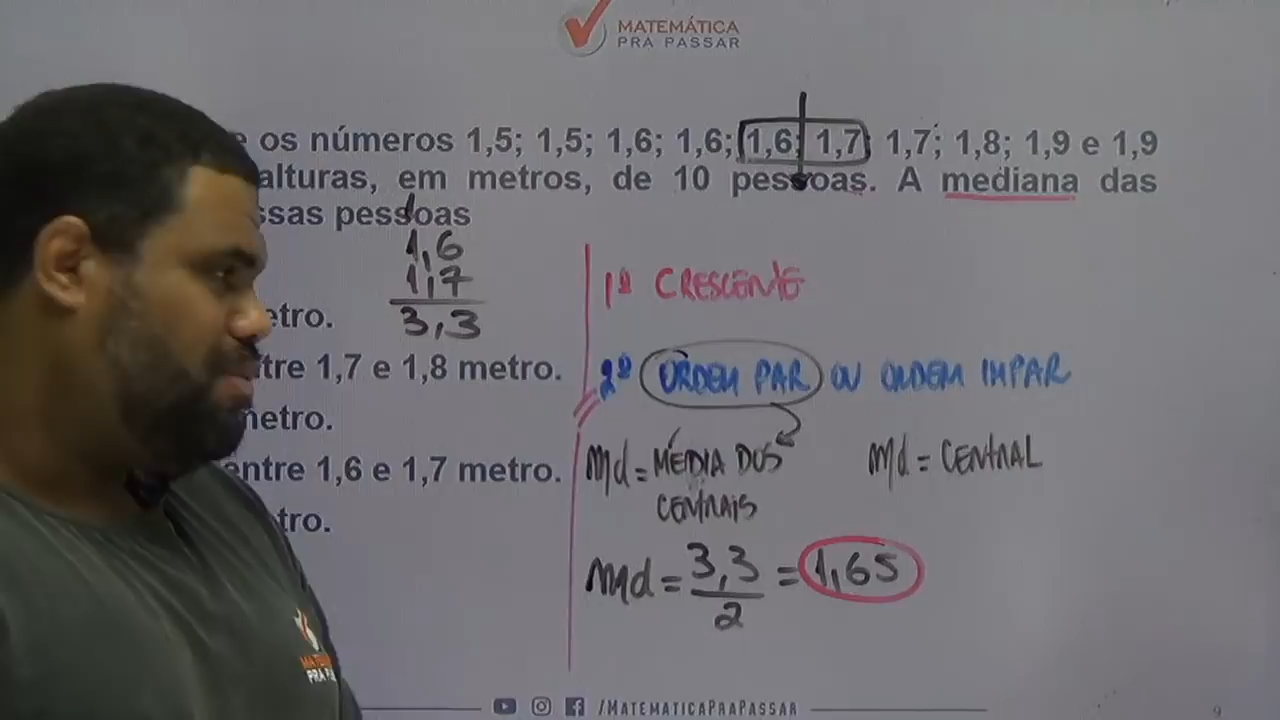 MATEMÁTICA
PRA PASSAR
os números 1,5; 1,5; 1,6; 1,6; 1,6; 1,7; 1,7; 1,8; 1,9 e 1,9
alturas, em metros, de 10 pessoas. A mediana das
ssas pessoas
1,6
1,7
3,3
1º CRESCENTE
etro.
tre 1,7 e 1,8 metro.
2º ORDEM PAR OU ORDEM IMPAR
metro.
entre 1,6 e 1,7 metro.
Md = MÉDIA DOS
CENTRAIS
Md = CENTRAL
tro.
Md = 3,3
2
= 1,65
PRA PAS
/MATEMATICAPRAPASSAR
9